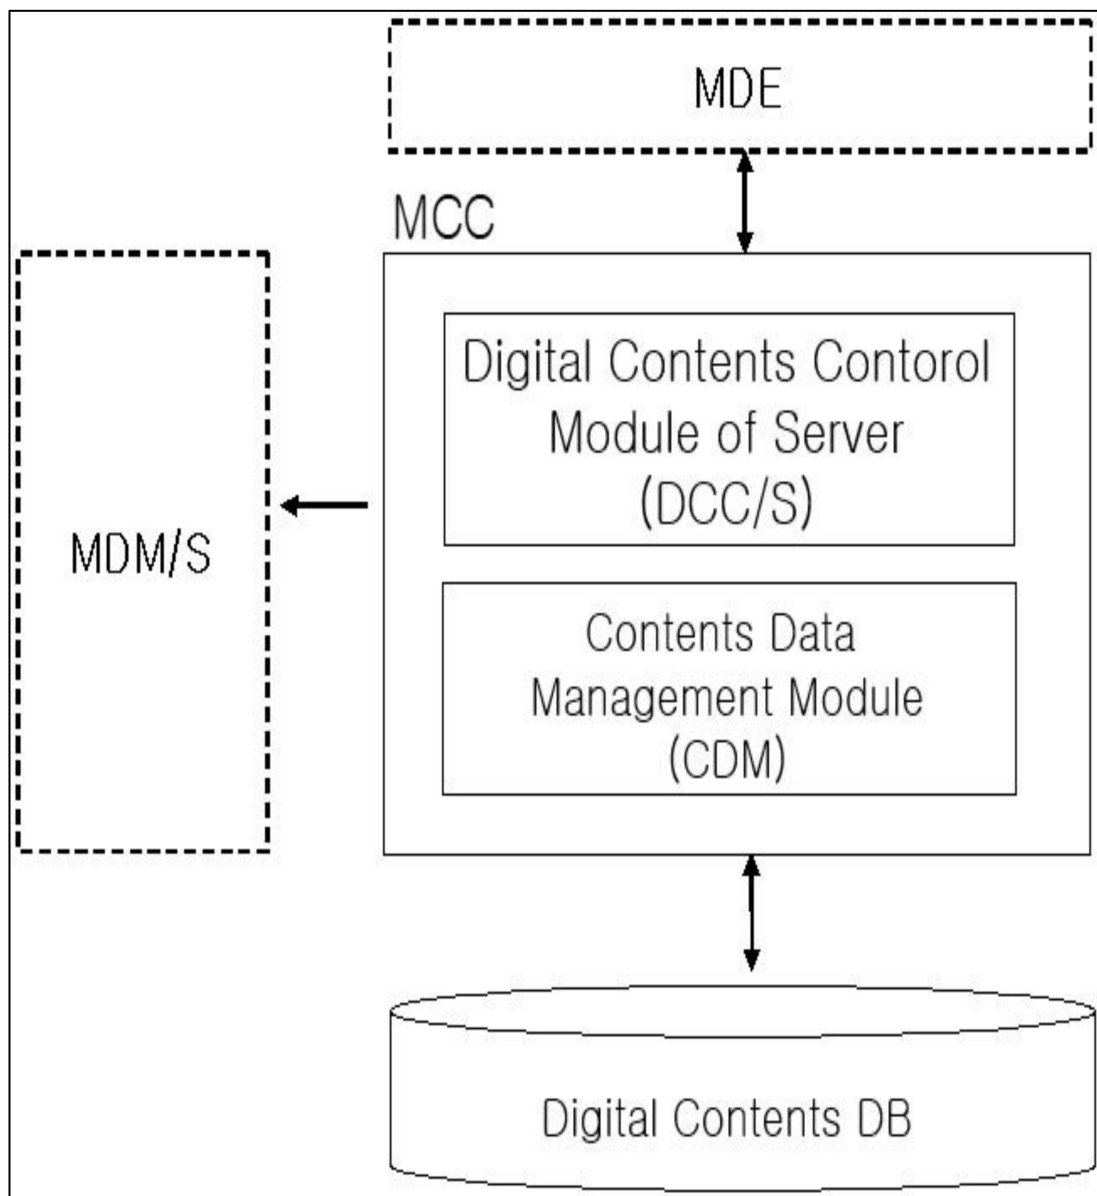 MDE
MCC
Digital Contents Contorol
Module of Server
(DCC/S)
MDM/S
Contents Data
Management Module
(CDM)
Digital Contents DB